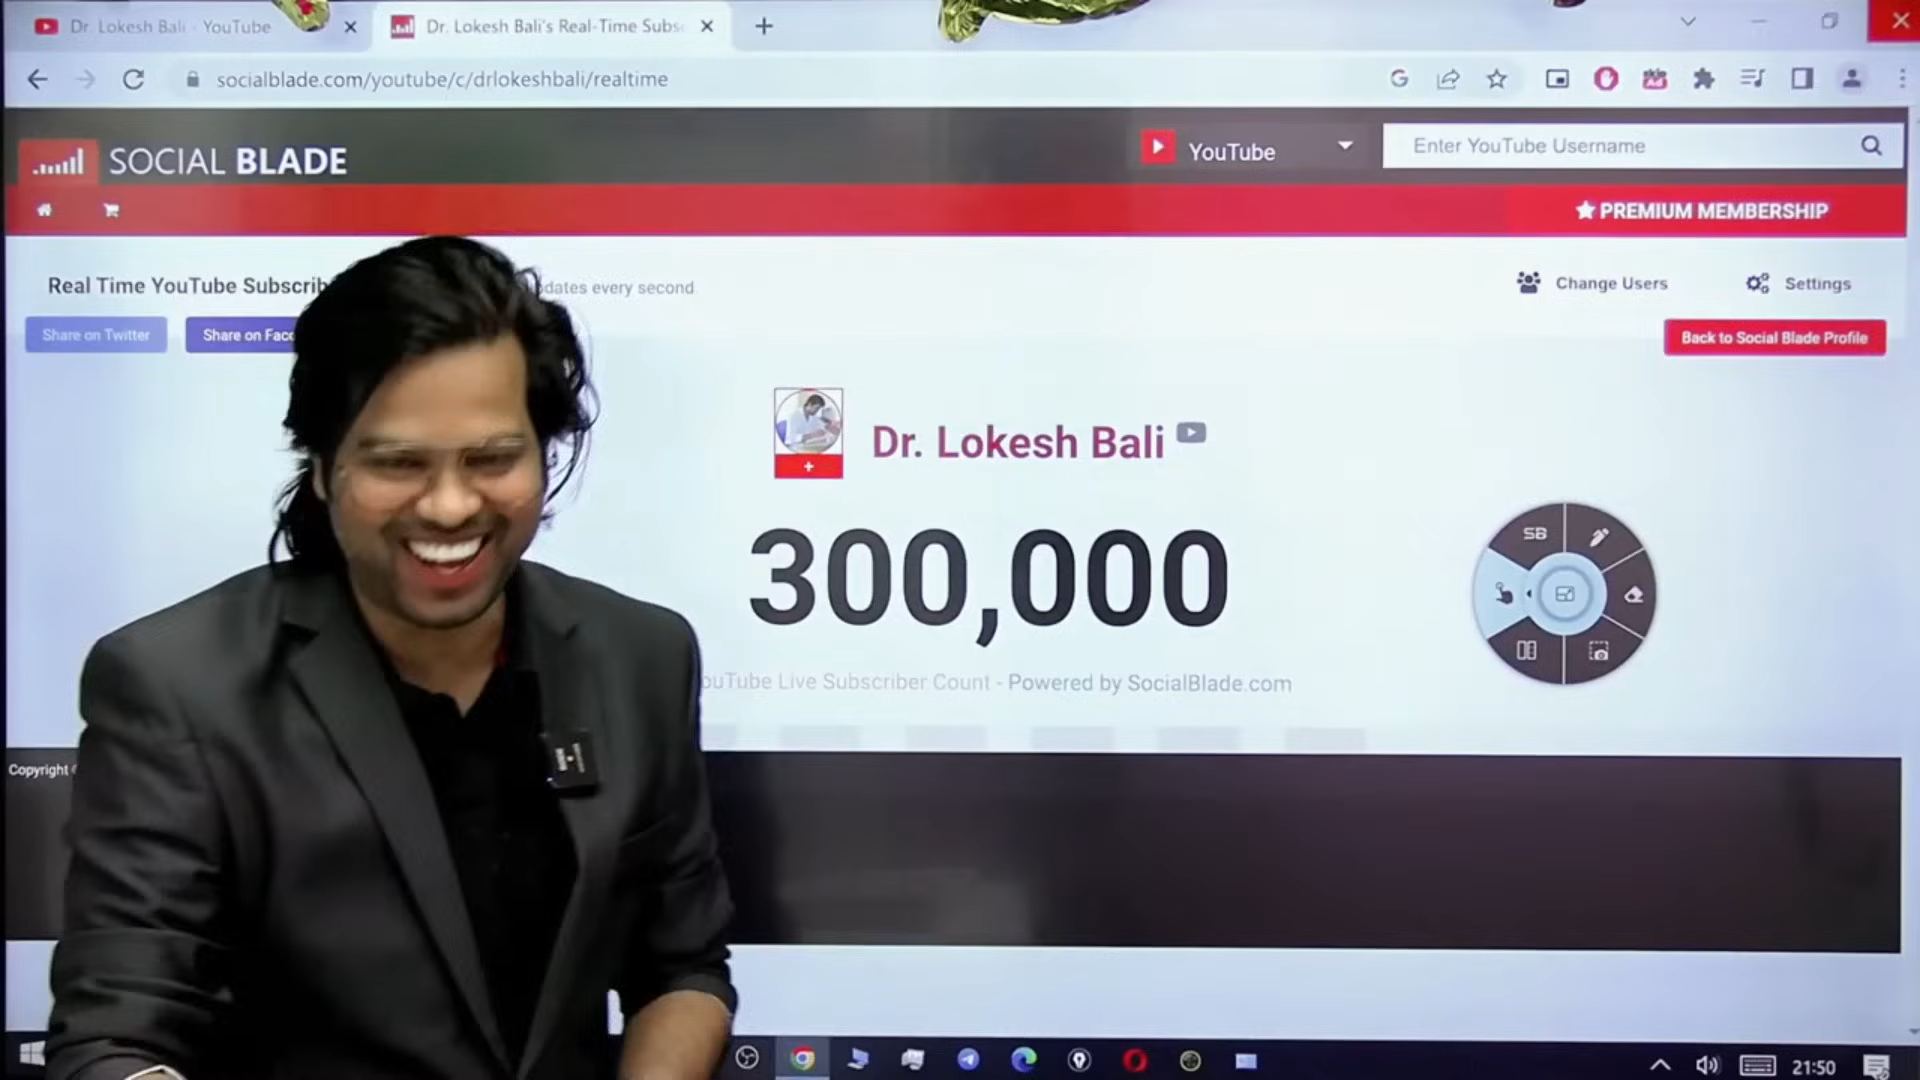 Dr. Lokesh Bali - YouTube
Dr. Lokesh Bali's Real-Time Subs
socialblade.com/youtube/c/drlokeshbali/realtime
SOCIAL BLADE
YouTube
Enter YouTube Username
PREMIUM MEMBERSHIP
Real Time YouTube Subscrib
dates every second
Change Users
Settings
Share on Twitter
Share on Fac
Back to Social Blade Profile
Dr. Lokesh Bali
300,000
SB
ouTube Live Subscriber Count - Powered by SocialBlade.com
Copyright
21:50